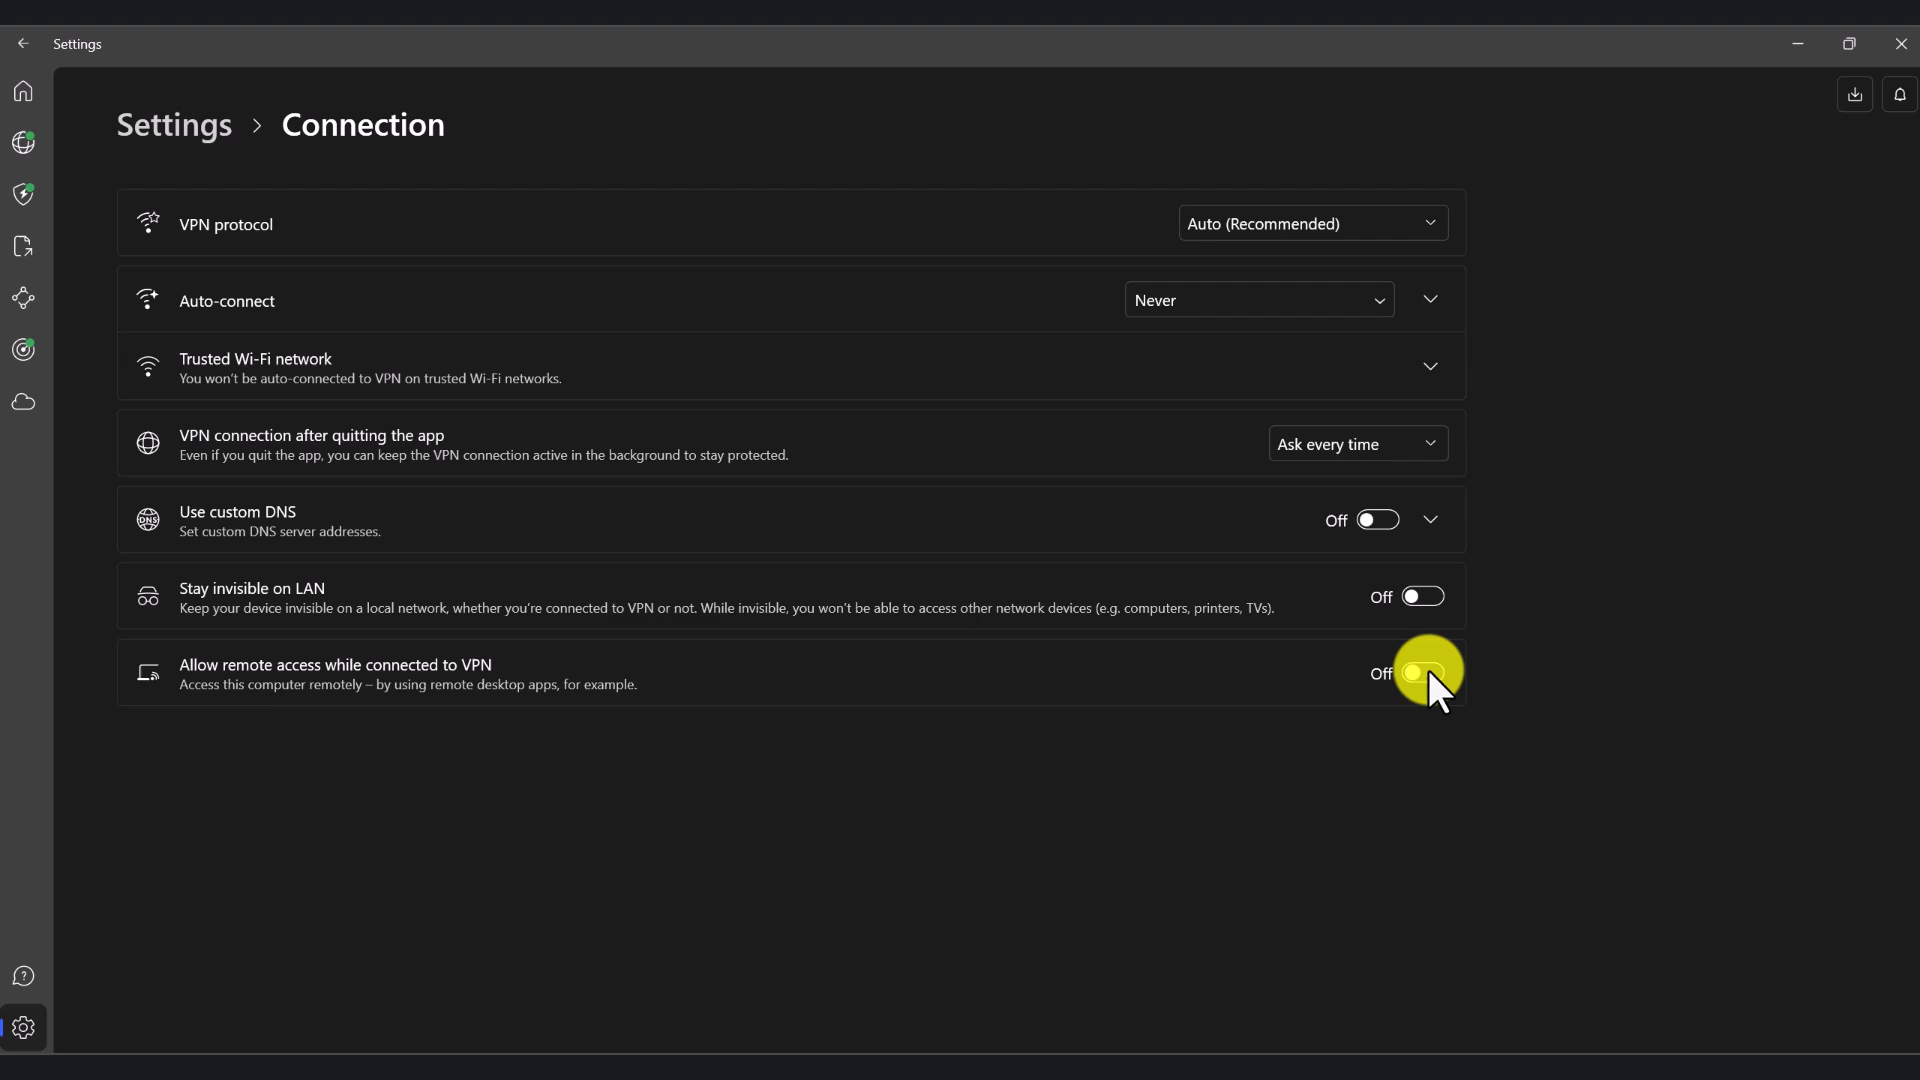 Settings
Settings > Connection
VPN protocol
Auto (Recommended)
Auto-connect
Never
Trusted Wi-Fi network
You won't be auto-connected to VPN on trusted Wi-Fi networks.
VPN connection after quitting the app
Even if you quit the app, you can keep the VPN connection active in the background to stay protected.
Ask every time
DNS
Use custom DNS
Set custom DNS server addresses.
Off
Stay invisible on LAN
Keep your device invisible on a local network, whether you're connected to VPN or not. While invisible, you won't be able to access other network devices (e.g. computers, printers, TVs).
Off
Allow remote access while connected to VPN
Access this computer remotely – by using remote desktop apps, for example.
Off